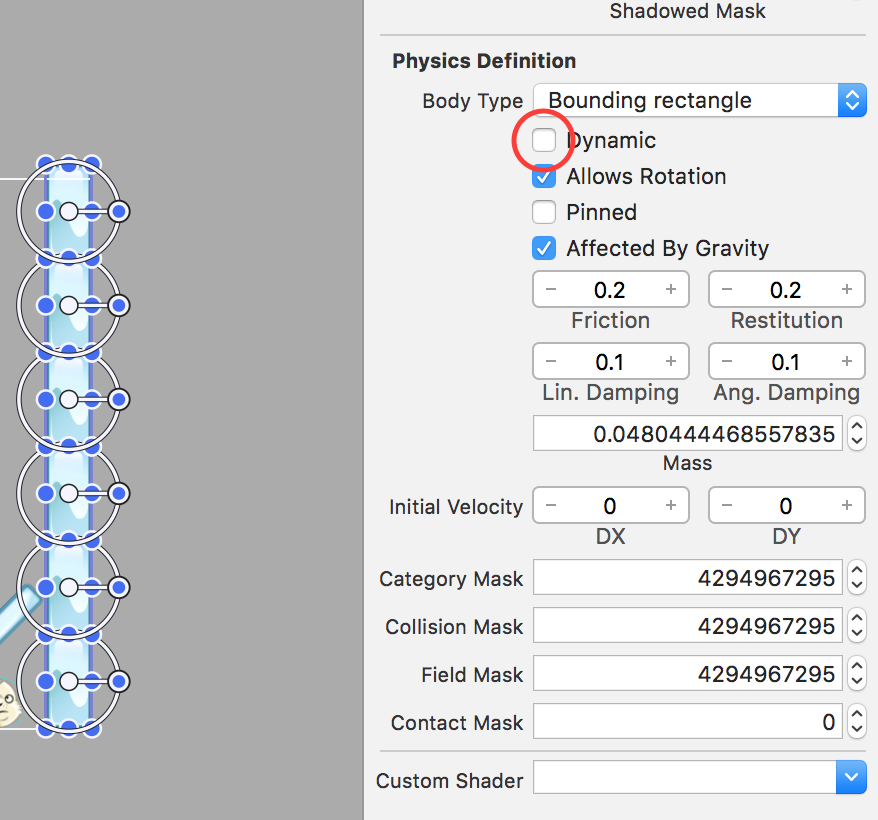 Shadowed Mask
Physics Definition
Body Type Bounding rectangle
Dynamic
Allows Rotation
Pinned
Affected By Gravity
− 0.2 + − 0.2 +
Friction Restitution
− 0.1 + − 0.1 +
Lin. Damping Ang. Damping
0.0480444468557835
Mass
Initial Velocity − 0 + − 0 +
DX DY
Category Mask 4294967295
Collision Mask 4294967295
Field Mask 4294967295
Contact Mask 0
Custom Shader